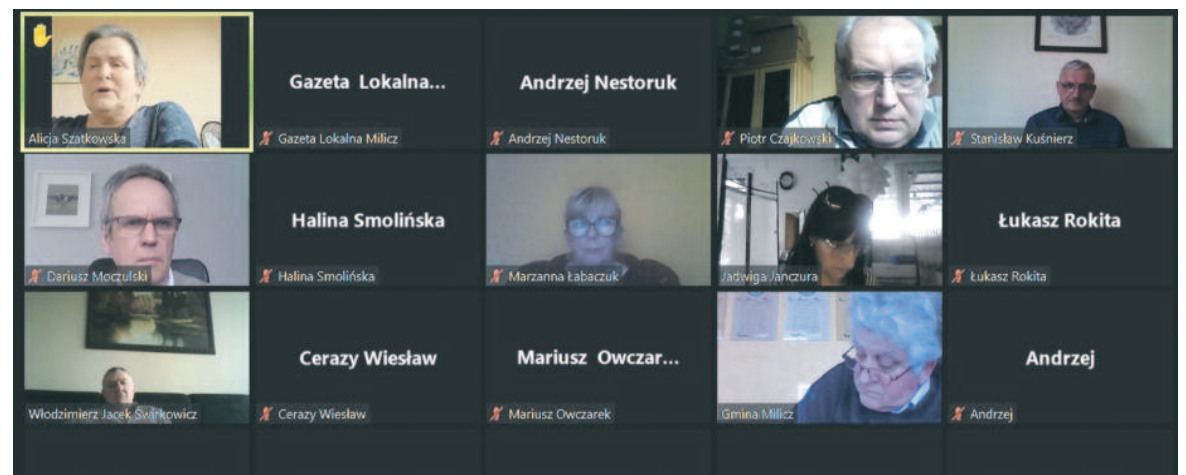 Alicja Szatkowska
Gazeta Lokalna...
Gazeta Lokalna Milicz
Andrzej Nestoruk
Andrzej Nestoruk
Piotr Czajkowski
Stanisław Kuśnierz
Dariusz Moczulski
Halina Smolińska
Halina Smolińska
Marzanna Łabaczuk
Jadwiga Janczura
Łukasz Rokita
Łukasz Rokita
Włodzimierz Jacek Świrkowicz
Cerazy Wiesław
Cerazy Wiesław
Mariusz Owczar...
Mariusz Owczarek
Gmina Milicz
Andrzej
Andrzej